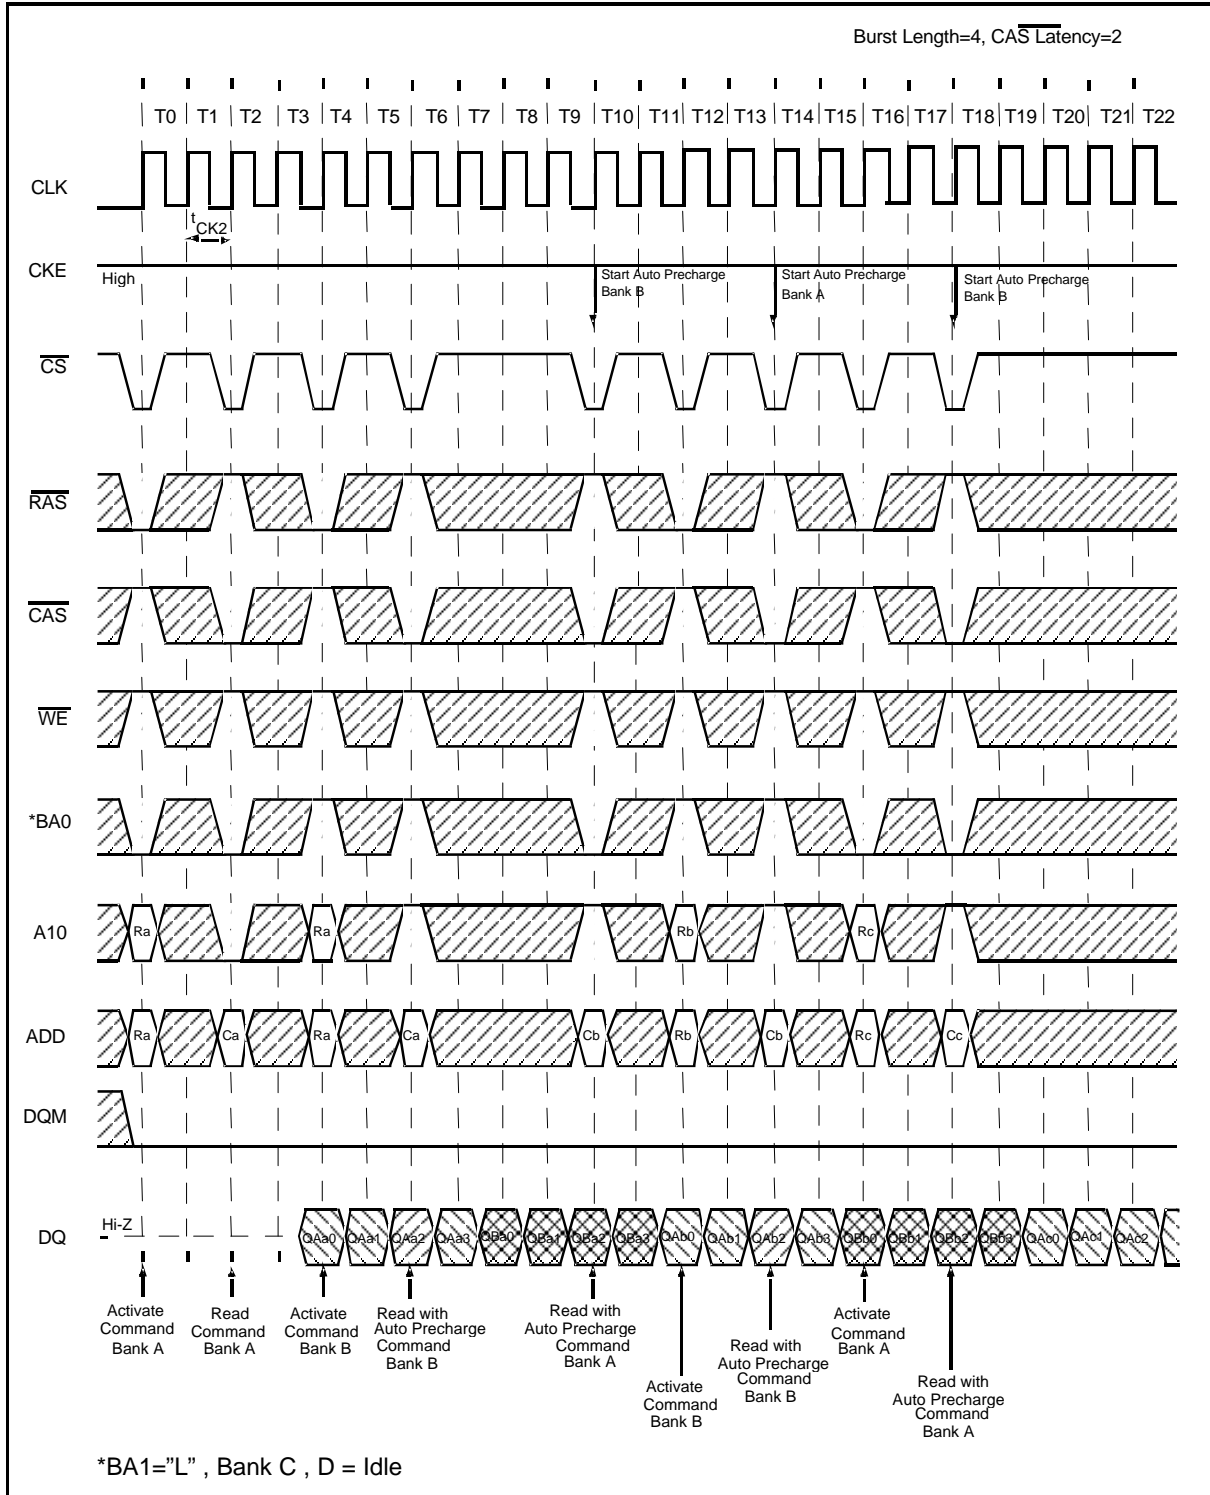 Burst Length=4, CAS Latency=2
T0 T1 T2 T3 T4 T5 T6 T7 T8 T9 T10 T11 T12 T13 T14 T15 T16 T17 T18 T19 T20 T21 T22
CLK
tCK2
CKE
High
Start Auto Precharge
Bank B
Start Auto Precharge
Bank A
Start Auto Precharge
Bank B
CS
RAS
CAS
WE
*BA0
A10
Ra Ra Rb Rc
ADD
Ra Ca Ra Ca Cb Rb Cb Rc Cc
DQM
DQ
Hi-Z
QAa0 QAa1 QAa2 QAa3 QBa0 QBa1 QBa2 QBa3 QAb0 QAb1 QAb2 QAb3 QBb0 QBb1 QBb2 QBb3 QAc0 QAc1 QAc2
Activate
Command
Bank A
Read
Command
Bank A
Activate
Command
Bank B
Read with
Auto Precharge
Command
Bank B
Read with
Auto Precharge
Command
Bank A
Activate
Command
Bank B
Read with
Auto Precharge
Command
Bank B
Activate
Command
Bank A
Read with
Auto Precharge
Command
Bank A
*BA1=”L” , Bank C , D = Idle